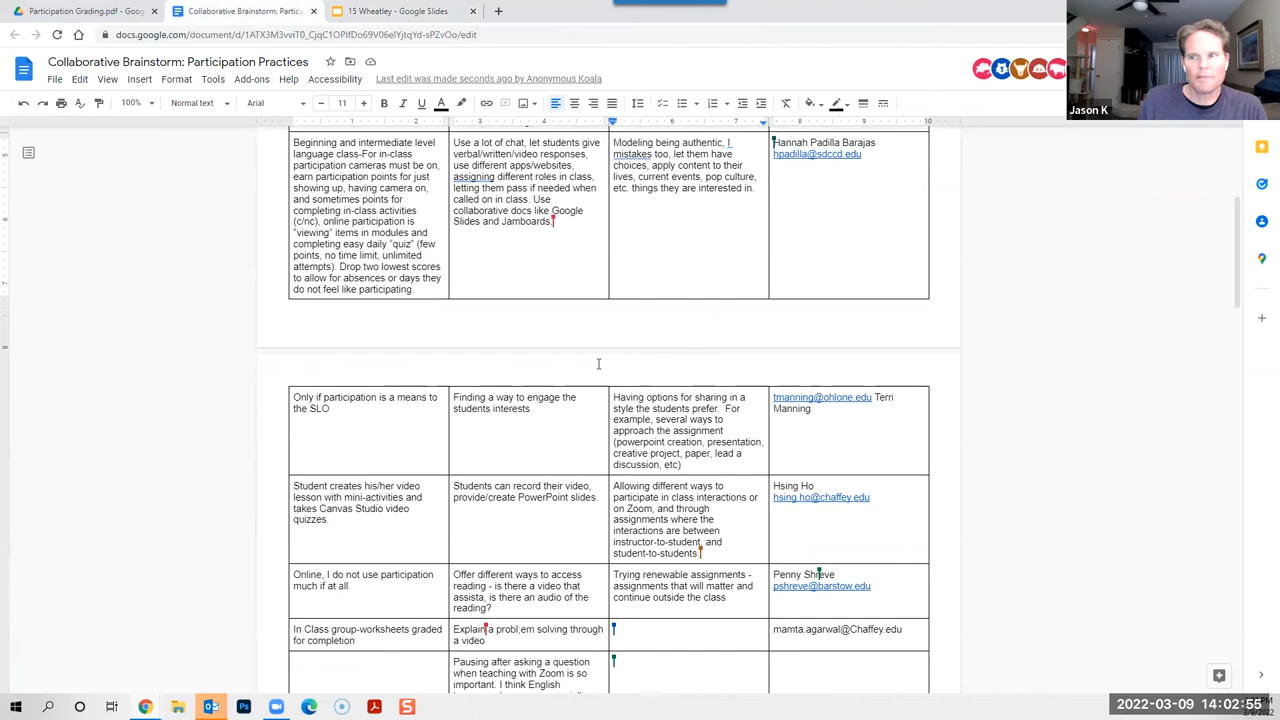 Participation Grading.pdf - Goog
Collaborative Brainstorm: Partici
15 Wheatley - Google Slides
docs.google.com/document/d/1ATX3M3vviT0_CjqC1OPIfDo69V06elYjtqYd-sPZvOo/edit
Collaborative Brainstorm: Participation Practices
File Edit View Insert Format Tools Add-ons Help Accessibility Last edit was made seconds ago by Anonymous Koala
100% Normal text Arial 11
Jason K
Beginning and intermediate level
language class-For in-class
participation cameras must be on,
earn participation points for just
showing up, having camera on,
and sometimes points for
completing in-class activities
(c/nc), online participation is
"viewing" items in modules and
completing easy daily "quiz" (few
points, no time limit, unlimited
attempts). Drop two lowest scores
to allow for absences or days they
do not feel like participating.
Use a lot of chat, let students give
verbal/written/video responses,
use different apps/websites,
assigning different roles in class,
letting them pass if needed when
called on in class. Use
collaborative docs like Google
Slides and Jamboards.
Modeling being authentic, I
mistakes too, let them have
choices, apply content to their
lives, current events, pop culture,
etc. things they are interested in.
Hannah Padilla Barajas
hpadilla@sdccd.edu
Only if participation is a means to
the SLO
Finding a way to engage the
students interests
Having options for sharing in a
style the students prefer. For
example, several ways to
approach the assignment
(powerpoint creation, presentation,
creative project, paper, lead a
discussion, etc)
tmanning@ohlone.edu Terri
Manning
Student creates his/her video
lesson with mini-activities and
takes Canvas Studio video
quizzes.
Students can record their video,
provide/create PowerPoint slides.
Allowing different ways to
participate in class interactions or
on Zoom, and through
assignments where the
interactions are between
instructor-to-student, and
student-to-students.
Hsing Ho
hsing.ho@chaffey.edu
Online, I do not use participation
much if at all.
Offer different ways to access
reading - is there a video that
assista, is there an audio of the
reading?
Trying renewable assignments -
assignments that will matter and
continue outside the class
Penny Shreve
pshreve@barstow.edu
In Class group-worksheets graded
for completion
Explain a probl;em solving through
a video
mamta.agarwal@Chaffey.edu
Pausing after asking a question
when teaching with Zoom is so
important. I think English
2022-03-09 14:02:55